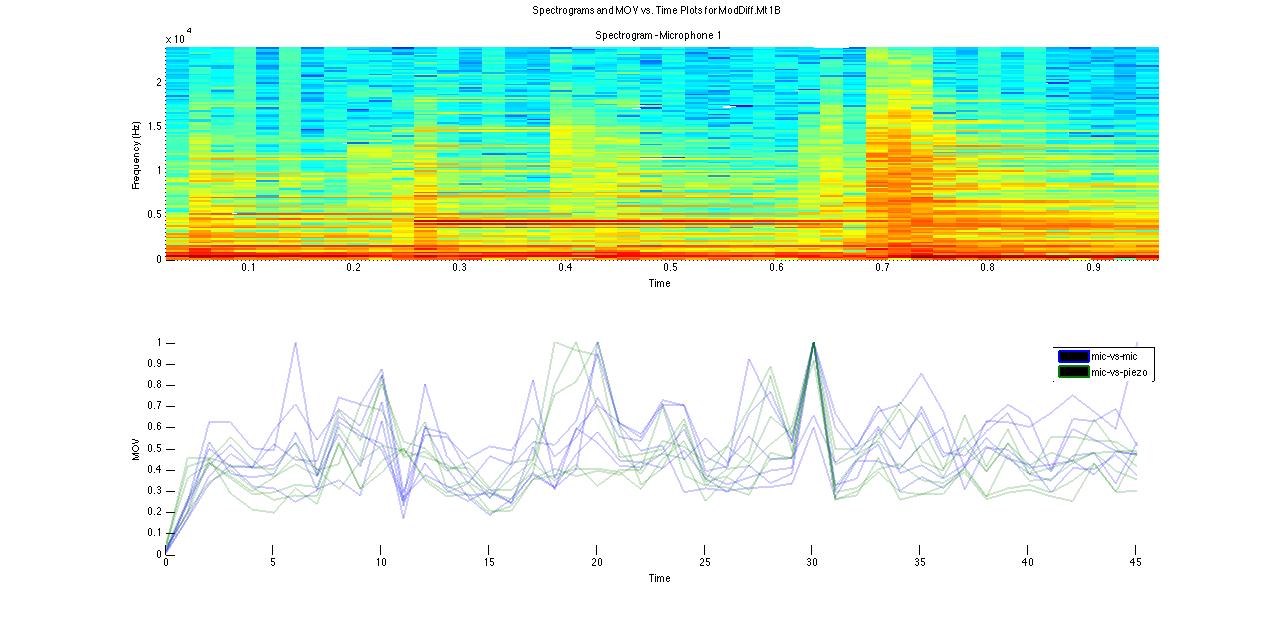 Spectrograms and MOV vs. Time Plots for ModDiff.Mt1B
Spectrogram - Microphone 1
x 10^4
2
1.5
1
0.5
0
Frequency (Hz)
0.1 0.2 0.3 0.4 0.5 0.6 0.7 0.8 0.9
Time
1
0.9
0.8
0.7
0.6
0.5
0.4
0.3
0.2
0.1
0
MOV
mic-vs-mic
mic-vs-piezo
0 5 10 15 20 25 30 35 40 45
Time